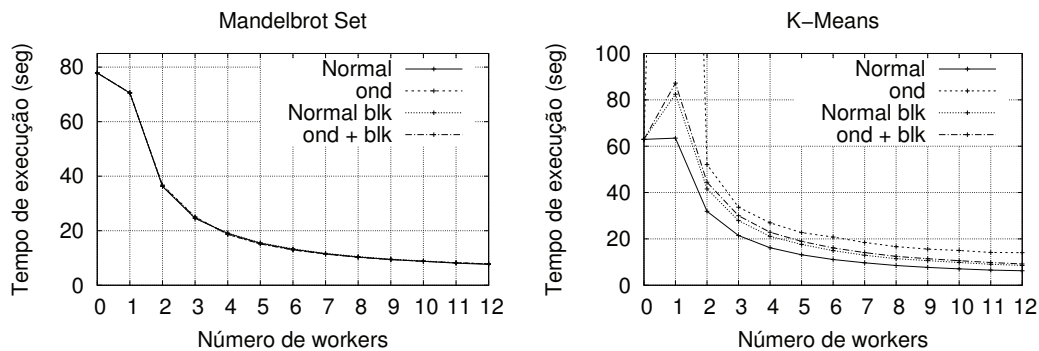 Mandelbrot Set
Tempo de execução (seg)
80
60
40
20
0
Normal
ond
Normal blk
ond + blk
0 1 2 3 4 5 6 7 8 9 10 11 12
Número de workers
K−Means
Tempo de execução (seg)
100
80
60
40
20
0
Normal
ond
Normal blk
ond + blk
0 1 2 3 4 5 6 7 8 9 10 11 12
Número de workers